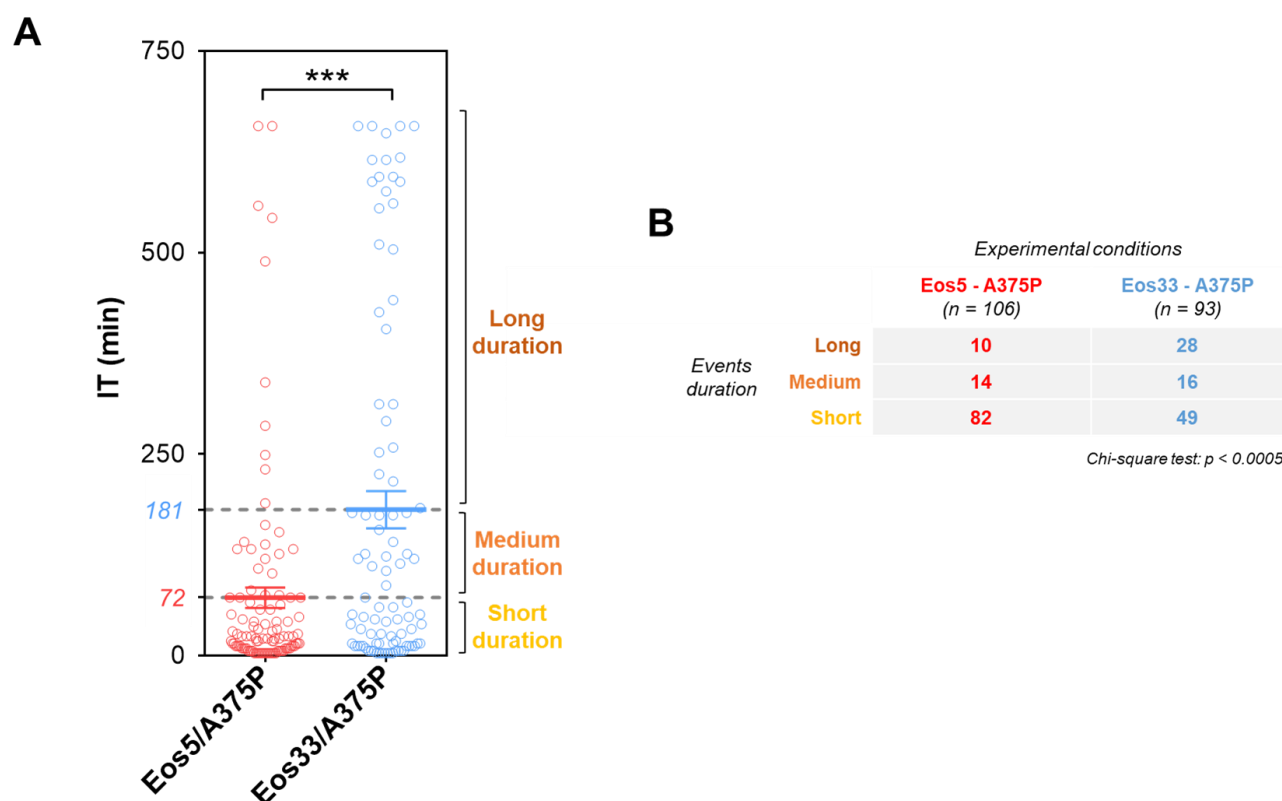 A
750
500
250
181
72
0
IT (min)
***
Long
duration
Medium
duration
Short
duration
Eos5/A375P
Eos33/A375P
B
Experimental conditions
Eos5 - A375P
(n = 106)
Eos33 - A375P
(n = 93)
Events
duration
Long 10 28
Medium 14 16
Short 82 49
Chi-square test: p < 0.0005